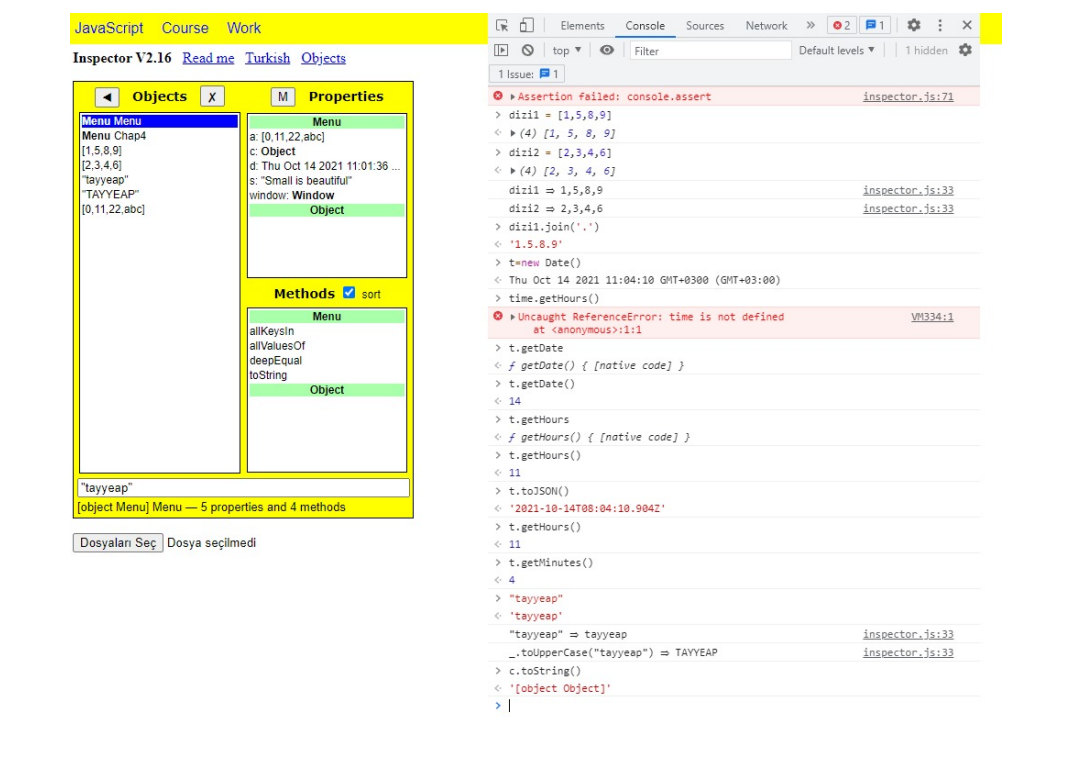 JavaScript Course Work
Inspector V2.16 Read me Turkish Objects
◄ Objects X M Properties
Menu Menu
Menu Chap4
[1,5,8,9]
[2,3,4,6]
"tayyeap"
"TAYYEAP"
[0,11,22,abc]
Menu
a: [0,11,22,abc]
c: Object
d: Thu Oct 14 2021 11:01:36 ...
s: "Small is beautiful"
window: Window
Object
Methods sort
Menu
allKeysIn
allValuesOf
deepEqual
toString
Object
"tayyeap"
[object Menu] Menu — 5 properties and 4 methods
Dosyaları Seç Dosya seçilmedi
Elements Console Sources Network » 2 1
top ▼ Filter Default levels ▼ 1 hidden
1 Issue: 1
▸Assertion failed: console.assert inspector.js:71
> dizi1 = [1,5,8,9]
<· ▸(4) [1, 5, 8, 9]
> dizi2 = [2,3,4,6]
<· ▸(4) [2, 3, 4, 6]
dizi1 ⇒ 1,5,8,9 inspector.js:33
dizi2 ⇒ 2,3,4,6 inspector.js:33
> dizi1.join('.')
<· '1.5.8.9'
> t=new Date()
<· Thu Oct 14 2021 11:04:10 GMT+0300 (GMT+03:00)
> time.getHours()
▸Uncaught ReferenceError: time is not defined VM334:1
at <anonymous>:1:1
> t.getDate
<· ƒ getDate() { [native code] }
> t.getDate()
<· 14
> t.getHours
<· ƒ getHours() { [native code] }
> t.getHours()
<· 11
> t.toJSON()
<· '2021-10-14T08:04:10.904Z'
> t.getHours()
<· 11
> t.getMinutes()
<· 4
> "tayyeap"
<· 'tayyeap'
"tayyeap" ⇒ tayyeap inspector.js:33
_.toUpperCase("tayyeap") ⇒ TAYYEAP inspector.js:33
> c.toString()
<· '[object Object]'
>